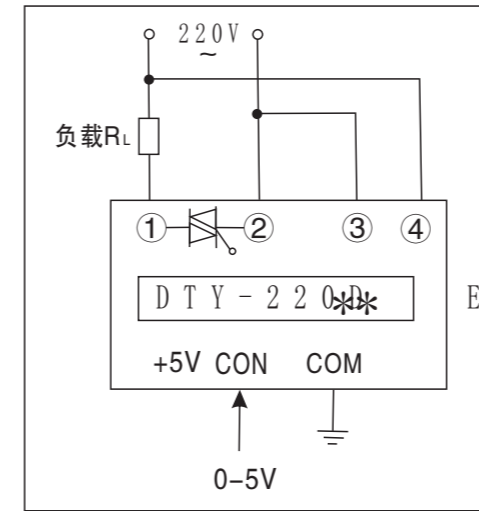 220V
~
负载RL
① ② ③ ④
DTY-220D**
E
+5V CON COM
0-5V